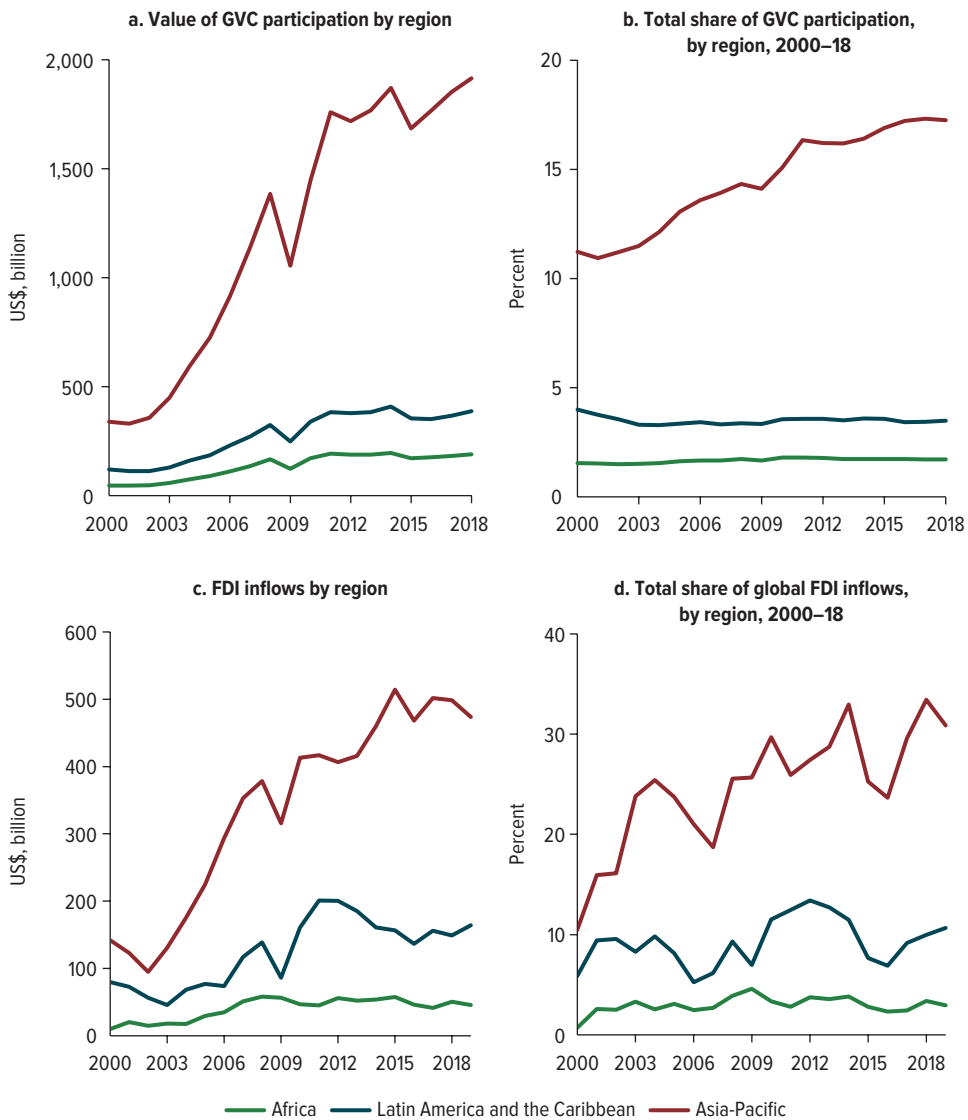 a. Value of GVC participation by region
2,000
1,500
1,000
500
0
US$, billion
2000 2003 2006 2009 2012 2015 2018
b. Total share of GVC participation,
by region, 2000–18
20
15
10
5
0
Percent
2000 2003 2006 2009 2012 2015 2018
c. FDI inflows by region
600
500
400
300
200
100
0
US$, billion
2000 2003 2006 2009 2012 2015 2018
d. Total share of global FDI inflows,
by region, 2000–18
40
30
20
10
0
Percent
2000 2003 2006 2009 2012 2015 2018
Africa Latin America and the Caribbean Asia-Pacific